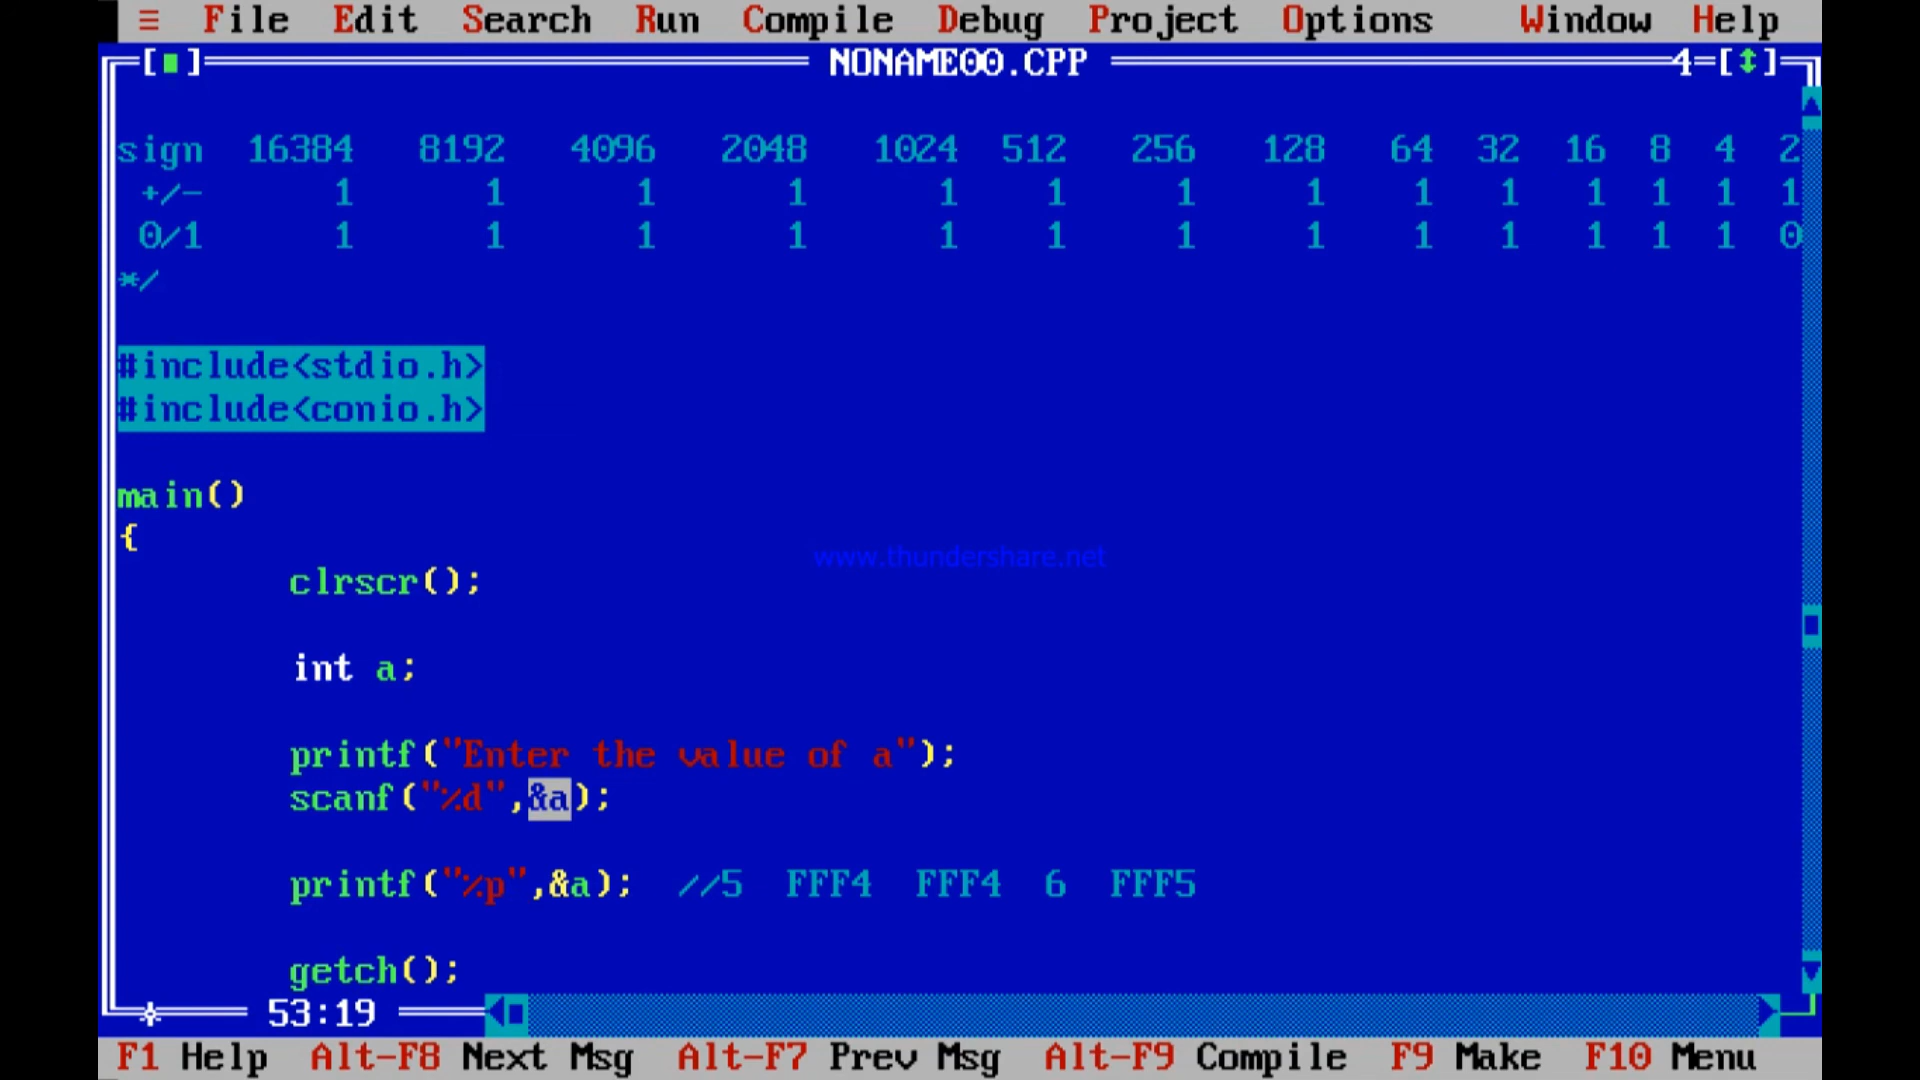 ≡ File Edit Search Run Compile Debug Project Options Window Help
[■] NONAME00.CPP 4=[↕]
sign 16384 8192 4096 2048 1024 512 256 128 64 32 16 8 4 2
+/- 1 1 1 1 1 1 1 1 1 1 1 1 1 1
0/1 1 1 1 1 1 1 1 1 1 1 1 1 1 0
*/
#include<stdio.h>
#include<conio.h>
main()
{
www.thundershare.net
clrscr();
int a;
printf("Enter the value of a");
scanf("%d",&a);
printf("%p",&a); //5 FFF4 FFF4 6 FFF5
getch();
53:19
F1 Help Alt-F8 Next Msg Alt-F7 Prev Msg Alt-F9 Compile F9 Make F10 Menu